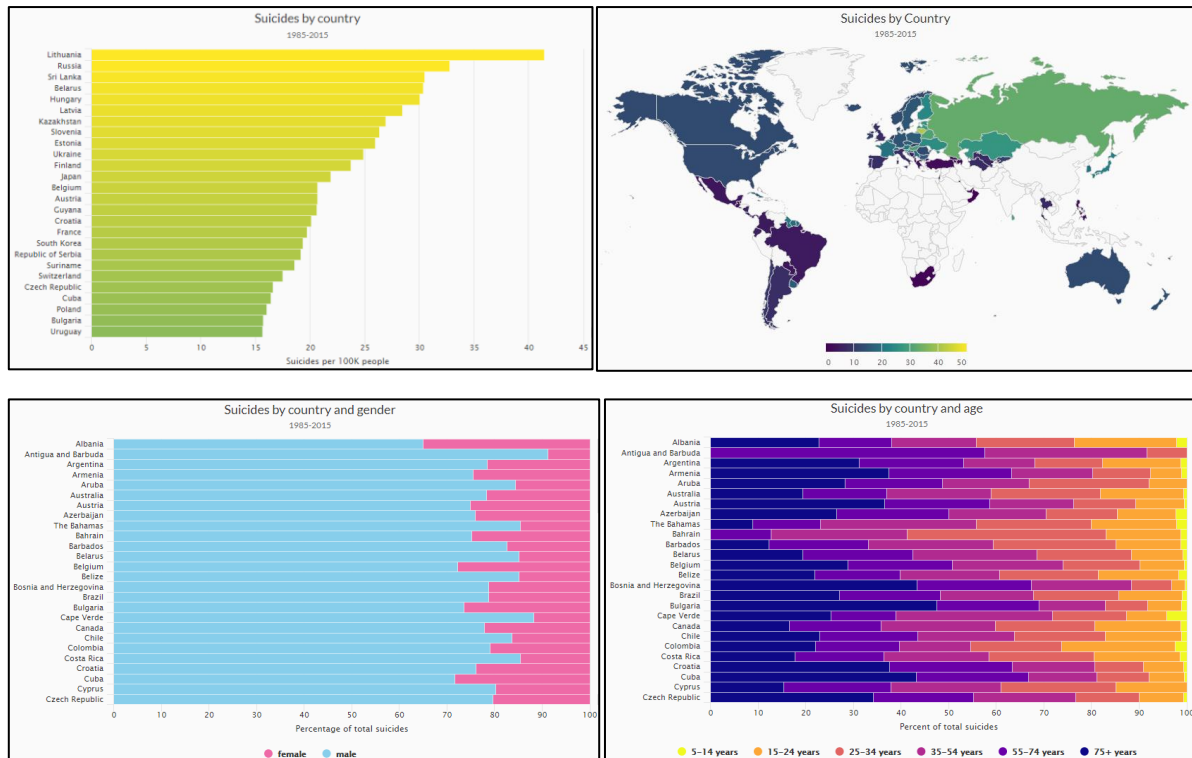 Suicides by country
1985-2015
Lithuania
Russia
Sri Lanka
Belarus
Hungary
Latvia
Kazakhstan
Slovenia
Estonia
Ukraine
Finland
Japan
Belgium
Austria
Guyana
Croatia
France
South Korea
Republic of Serbia
Suriname
Switzerland
Czech Republic
Cuba
Poland
Bulgaria
Uruguay
0 5 10 15 20 25 30 35 40 45
Suicides per 100K people
Suicides by Country
1985-2015
0 10 20 30 40 50
Suicides by country and gender
1985-2015
Albania
Antigua and Barbuda
Argentina
Armenia
Aruba
Australia
Austria
Azerbaijan
The Bahamas
Bahrain
Barbados
Belarus
Belgium
Belize
Bosnia and Herzegovina
Brazil
Bulgaria
Cape Verde
Canada
Chile
Colombia
Costa Rica
Croatia
Cuba
Cyprus
Czech Republic
0 10 20 30 40 50 60 70 80 90 100
Percentage of total suicides
female male
Suicides by country and age
1985-2015
Albania
Antigua and Barbuda
Argentina
Armenia
Aruba
Australia
Austria
Azerbaijan
The Bahamas
Bahrain
Barbados
Belarus
Belgium
Belize
Bosnia and Herzegovina
Brazil
Bulgaria
Cape Verde
Canada
Chile
Colombia
Costa Rica
Croatia
Cuba
Cyprus
Czech Republic
0 10 20 30 40 50 60 70 80 90 100
Percent of total suicides
5-14 years 15-24 years 25-34 years 35-54 years 55-74 years 75+ years